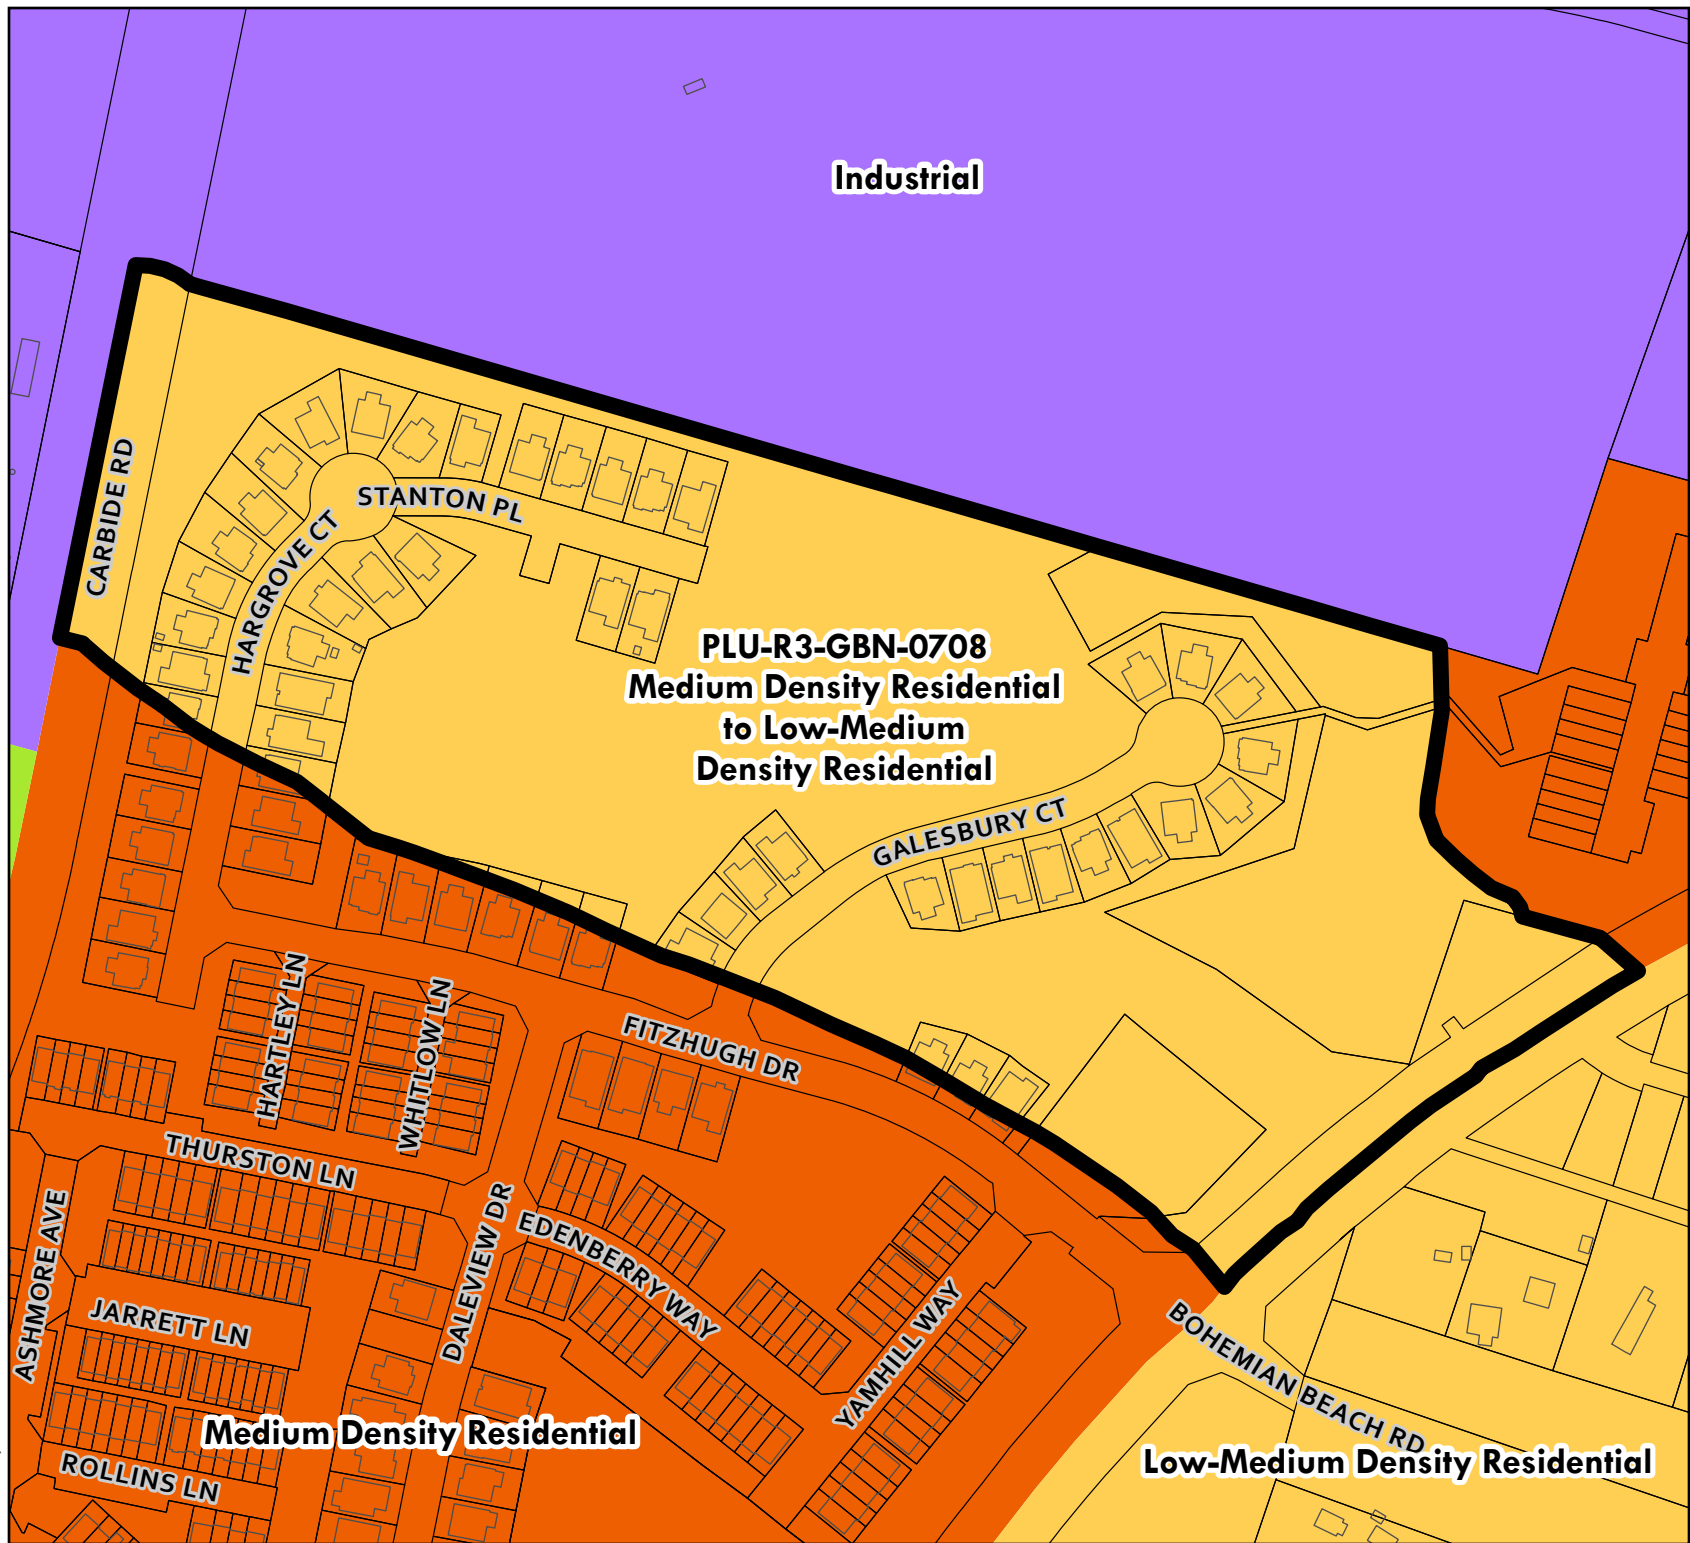 Industrial
CARBIDE RD
STANTON PL
HARGROVE CT
PLU-R3-GBN-0708
Medium Density Residential
to Low-Medium
Density Residential
GALESBURY CT
HARTLEY LN
WHITLOW LN
FITZHUGH DR
THURSTON LN
ASHMORE AVE
DALEVIEW DR
EDENBERRY WAY
JARRETT LN
YAMHILL WAY
BOHEMIAN BEACH RD
Medium Density Residential
Low-Medium Density Residential
ROLLINS LN